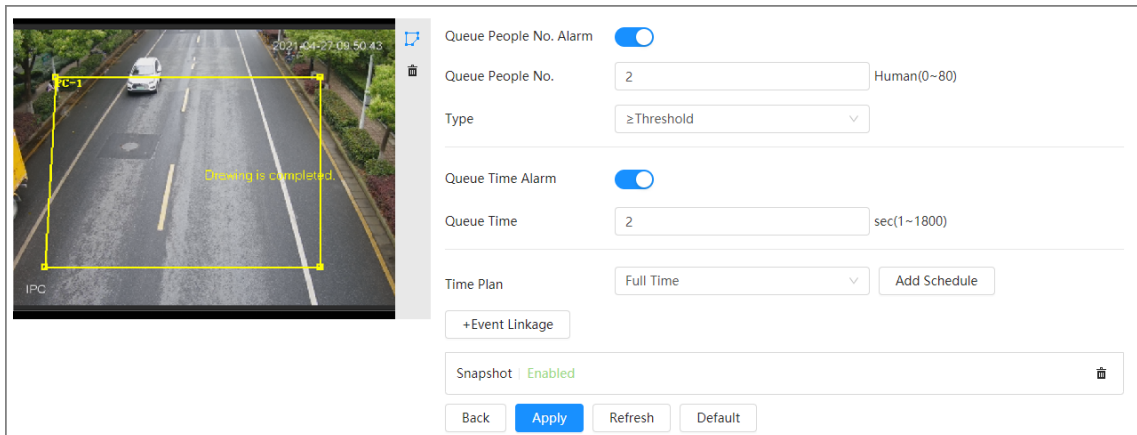 2021-04-27 09:50:43
PC-1
Drawing is completed.
IPC
Queue People No. Alarm
Queue People No. 2 Human(0~80)
Type ≥Threshold
Queue Time Alarm
Queue Time 2 sec(1~1800)
Time Plan Full Time Add Schedule
+Event Linkage
Snapshot | Enabled
Back Apply Refresh Default